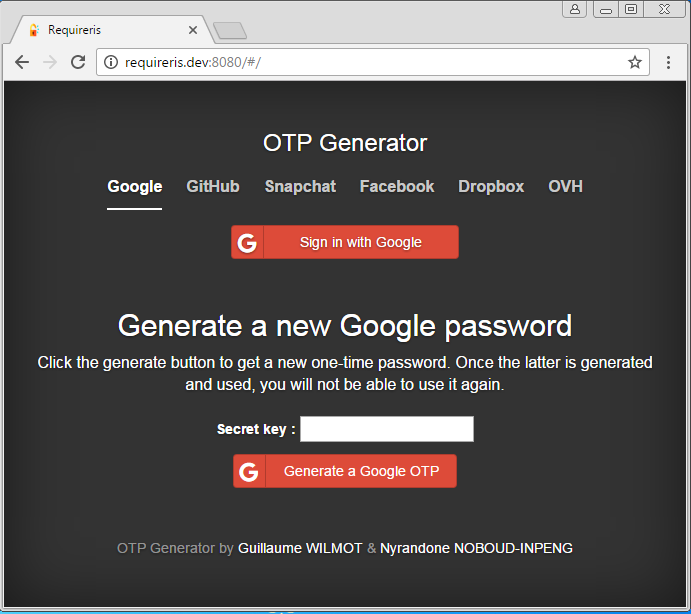 Requireris
requireris.dev:8080/#/
OTP Generator
Google GitHub Snapchat Facebook Dropbox OVH
G Sign in with Google
Generate a new Google password
Click the generate button to get a new one-time password. Once the latter is generated
and used, you will not be able to use it again.
Secret key :
G Generate a Google OTP
OTP Generator by Guillaume WILMOT & Nyrandone NOBOUD-INPENG